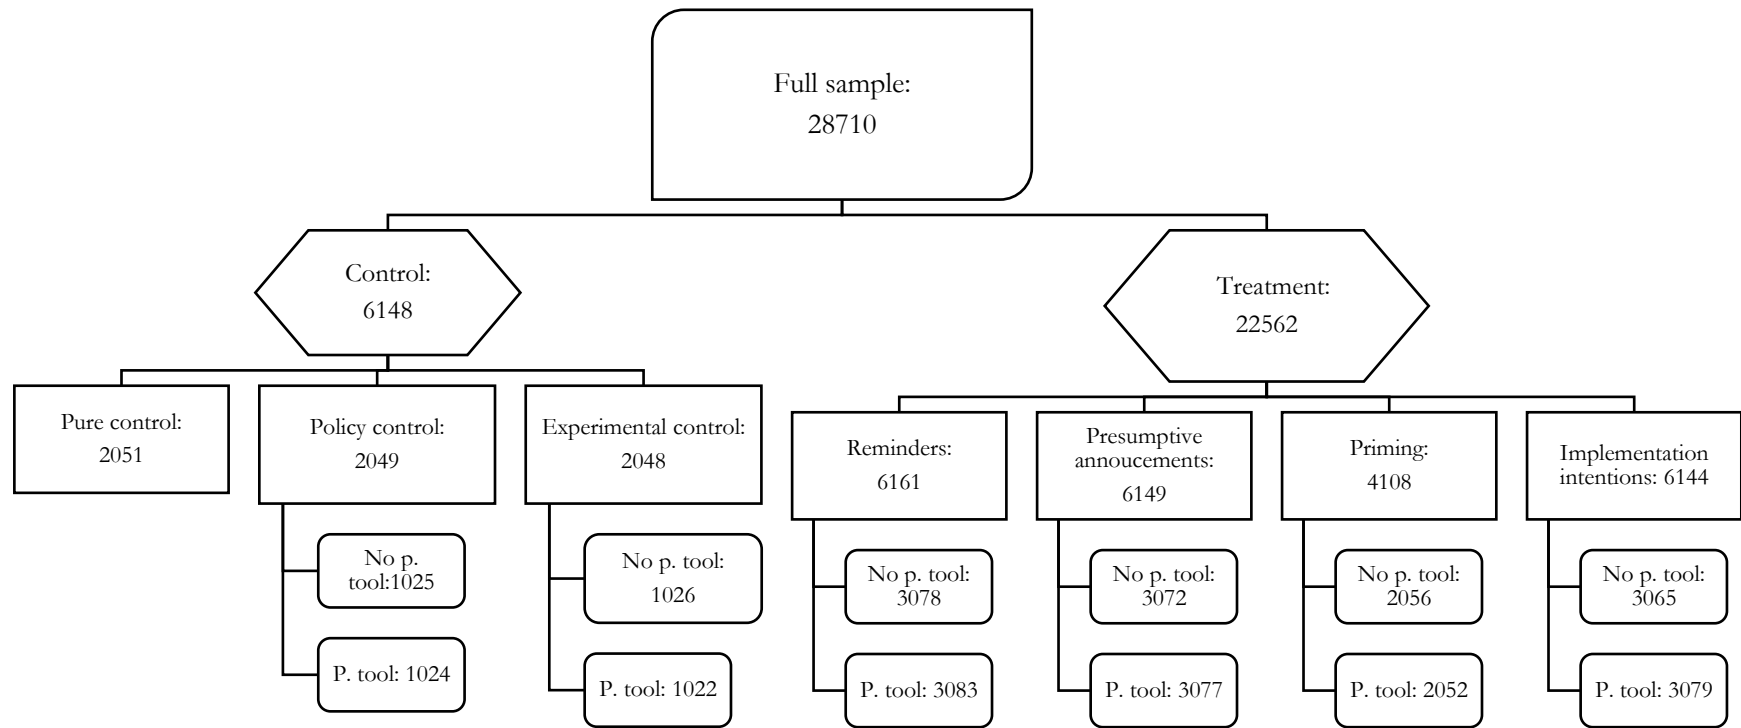 Full sample:
28710
Control:
6148
Treatment:
22562
Pure control:
2051
Policy control:
2049
Experimental control:
2048
Reminders:
6161
Presumptive
annoucements:
6149
Priming:
4108
Implementation
intentions: 6144
No p.
tool:1025
No p. tool:
1026
No p. tool:
3078
No p. tool:
3072
No p. tool:
2056
No p. tool:
3065
P. tool: 1024
P. tool: 1022
P. tool: 3083
P. tool: 3077
P. tool: 2052
P. tool: 3079